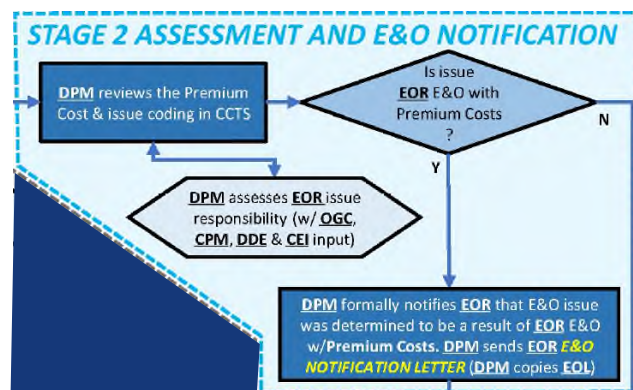 STAGE 2 ASSESSMENT AND E&O NOTIFICATION
DPM reviews the Premium
Cost & issue coding in CCTS
Is issue
EOR E&O with
Premium Costs
?
N
Y
DPM assesses EOR issue
responsibility (w/ OGC,
CPM, DDE & CEI input)
DPM formally notifies EOR that E&O issue
was determined to be a result of EOR E&O
w/Premium Costs. DPM sends EOR E&O
NOTIFICATION LETTER (DPM copies EOL)